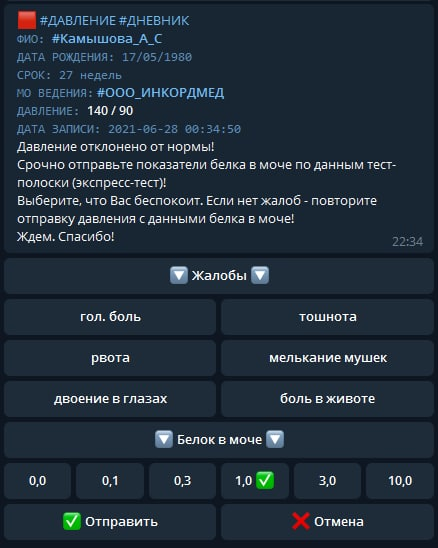 #ДАВЛЕНИЕ #ДНЕВНИК
ФИО: #Камышова_А_С
ДАТА РОЖДЕНИЯ: 17/05/1980
СРОК: 27 недель
МО ВЕДЕНИЯ: #ООО_ИНКОРДМЕД
ДАВЛЕНИЕ: 140 / 90
ДАТА ЗАПИСИ: 2021-06-28 00:34:50
Давление отклонено от нормы!
Срочно отправьте показатели белка в моче по данным тест-
полоски (экспресс-тест)!
Выберите, что Вас беспокоит. Если нет жалоб - повторите
отправку давления с данными белка в моче!
Ждем. Спасибо!
22:34
Жалобы
гол. боль тошнота
рвота мелькание мушек
двоение в глазах боль в животе
Белок в моче
0,0 0,1 0,3 1,0 3,0 10,0
Отправить Отмена